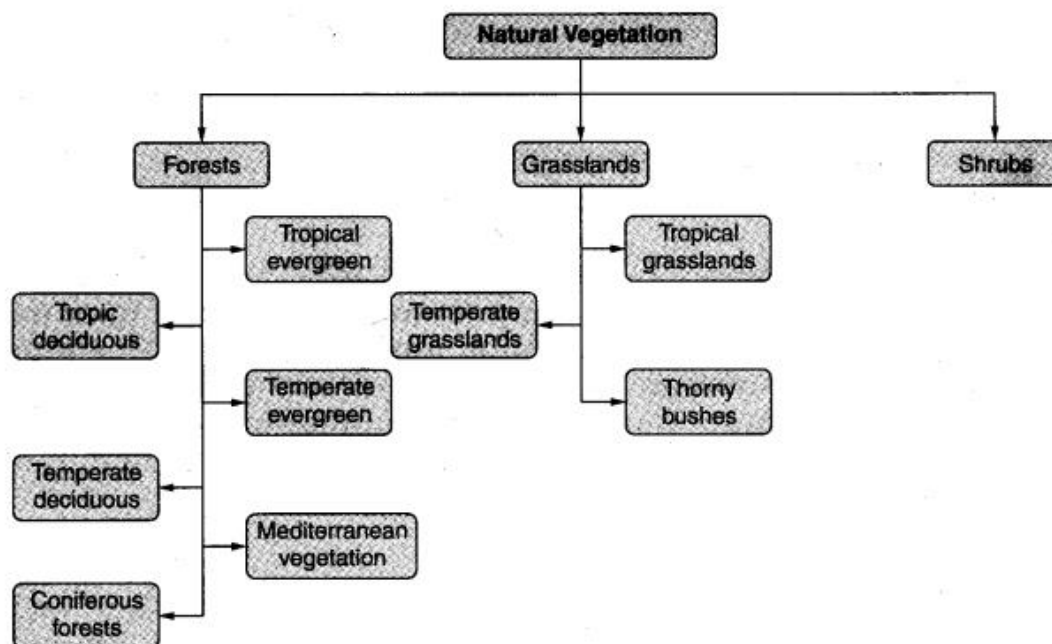 Natural Vegetation
Forests
Grasslands
Shrubs
Tropical
evergreen
Tropical
grasslands
Tropic
deciduous
Temperate
grasslands
Temperate
evergreen
Thorny
bushes
Temperate
deciduous
Mediterranean
vegetation
Coniferous
forests